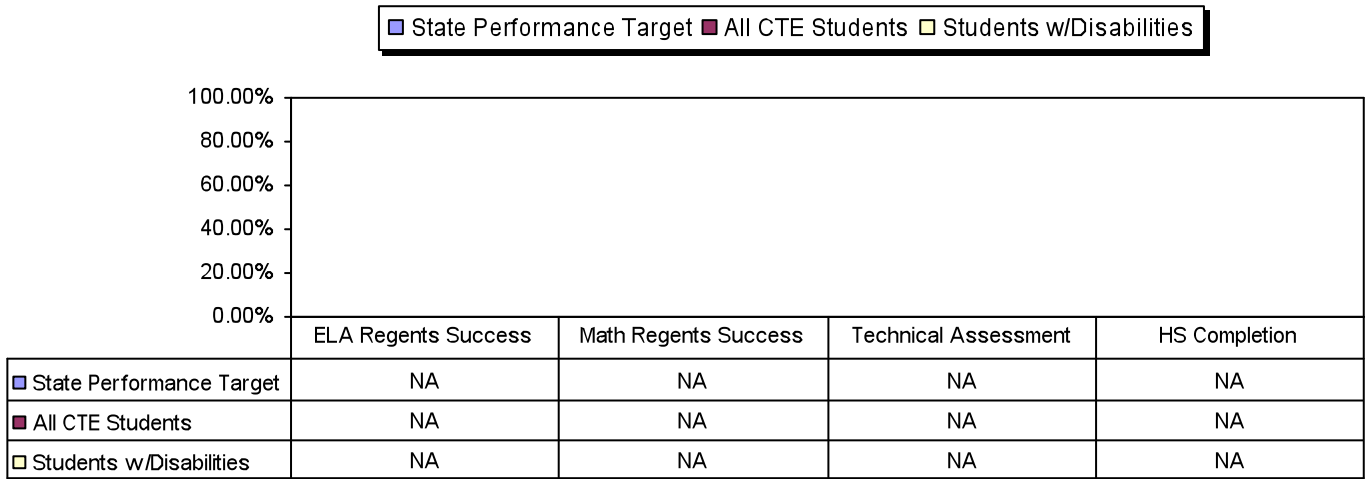 State Performance Target All CTE Students Students w/Disabilities
100.00%
80.00%
60.00%
40.00%
20.00%
0.00%
ELA Regents Success Math Regents Success Technical Assessment HS Completion
State Performance Target NA NA NA NA
All CTE Students NA NA NA NA
Students w/Disabilities NA NA NA NA